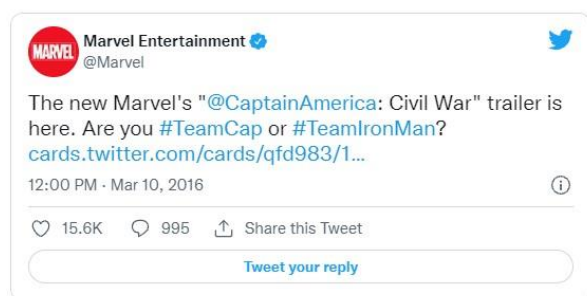 MARVEL
Marvel Entertainment
@Marvel
The new Marvel's "@CaptainAmerica: Civil War" trailer is
here. Are you #TeamCap or #TeamIronMan?
cards.twitter.com/cards/qfd983/1...
12:00 PM · Mar 10, 2016
15.6K 995 Share this Tweet
Tweet your reply